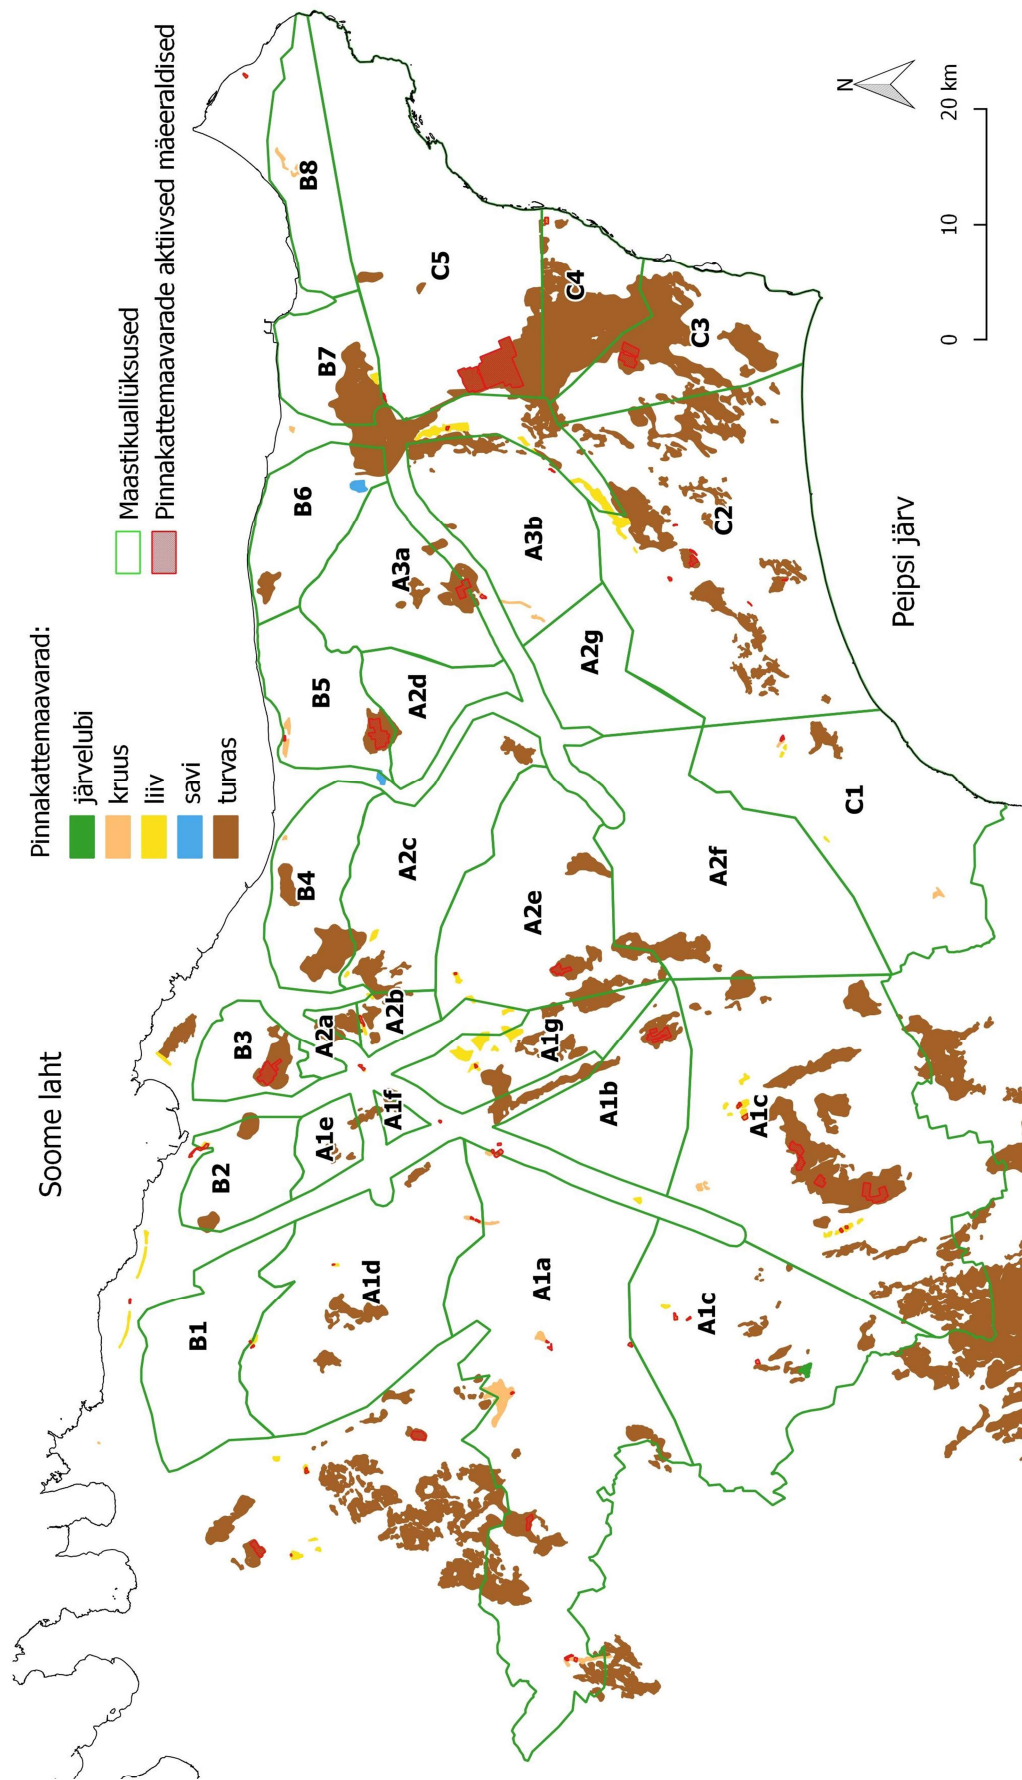 Soome laht
Pinnakattemaavarad:
järvelubi
kruus
liiv
savi
turvas
Maastikuallüksused
Pinnakattemaavarade aktiivsed mäeeraldised
B1
B2
B3
B4
B5
B6
B7
B8
A1d
A1e
A1f
A2a
A2b
A2c
A2d
A3a
A1a
A1b
A1g
A2e
A2g
A3b
A1c
A1c
A2f
C1
C2
C3
C4
C5
Peipsi järv
N
0 10 20 km